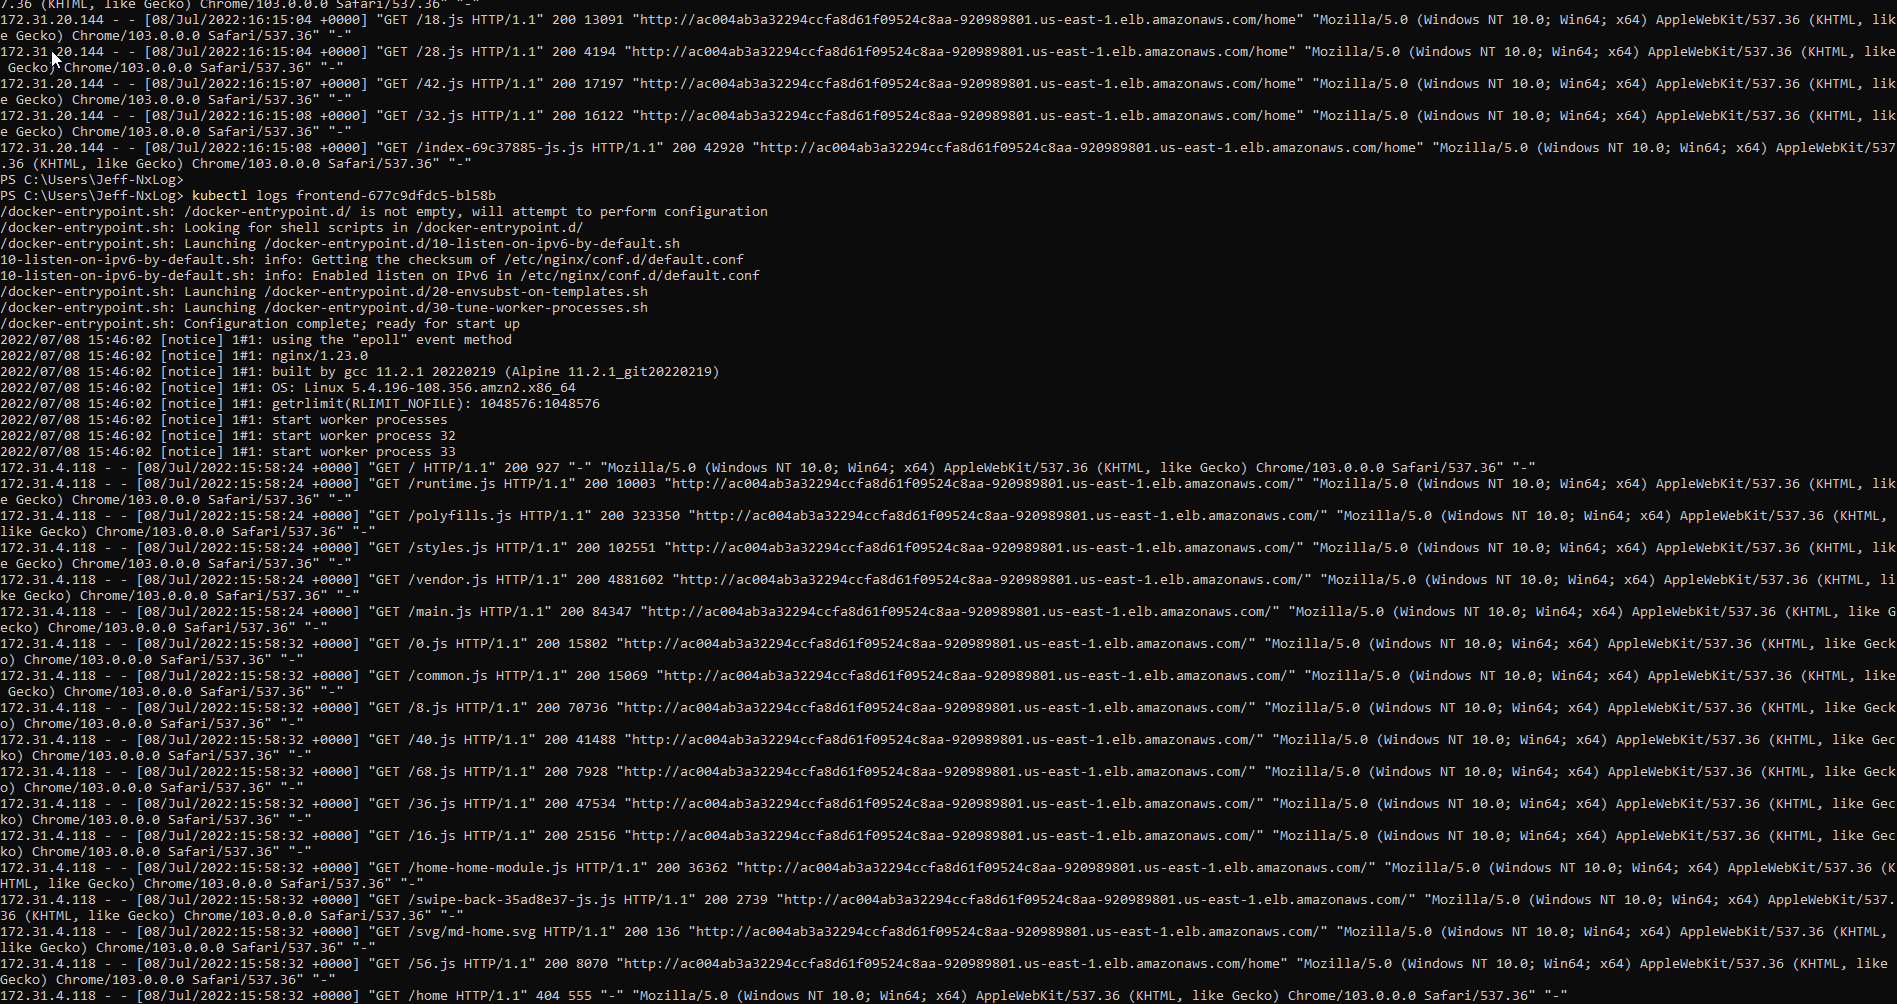 7.36 (KHTML, like Gecko) Chrome/103.0.0.0 Safari/537.36" "-"
172.31.20.144 - - [08/Jul/2022:16:15:04 +0000] "GET /18.js HTTP/1.1" 200 13091 "http://ac004ab3a32294ccfa8d61f09524c8aa-920989801.us-east-1.elb.amazonaws.com/home" "Mozilla/5.0 (Windows NT 10.0; Win64; x64) AppleWebKit/537.36 (KHTML, lik
e Gecko) Chrome/103.0.0.0 Safari/537.36" "-"
172.31.20.144 - - [08/Jul/2022:16:15:04 +0000] "GET /28.js HTTP/1.1" 200 4194 "http://ac004ab3a32294ccfa8d61f09524c8aa-920989801.us-east-1.elb.amazonaws.com/home" "Mozilla/5.0 (Windows NT 10.0; Win64; x64) AppleWebKit/537.36 (KHTML, like
 Gecko) Chrome/103.0.0.0 Safari/537.36" "-"
172.31.20.144 - - [08/Jul/2022:16:15:07 +0000] "GET /42.js HTTP/1.1" 200 17197 "http://ac004ab3a32294ccfa8d61f09524c8aa-920989801.us-east-1.elb.amazonaws.com/home" "Mozilla/5.0 (Windows NT 10.0; Win64; x64) AppleWebKit/537.36 (KHTML, lik
e Gecko) Chrome/103.0.0.0 Safari/537.36" "-"
172.31.20.144 - - [08/Jul/2022:16:15:08 +0000] "GET /32.js HTTP/1.1" 200 16122 "http://ac004ab3a32294ccfa8d61f09524c8aa-920989801.us-east-1.elb.amazonaws.com/home" "Mozilla/5.0 (Windows NT 10.0; Win64; x64) AppleWebKit/537.36 (KHTML, lik
e Gecko) Chrome/103.0.0.0 Safari/537.36" "-"
172.31.20.144 - - [08/Jul/2022:16:15:08 +0000] "GET /index-69c37885-js.js HTTP/1.1" 200 42920 "http://ac004ab3a32294ccfa8d61f09524c8aa-920989801.us-east-1.elb.amazonaws.com/home" "Mozilla/5.0 (Windows NT 10.0; Win64; x64) AppleWebKit/537
.36 (KHTML, like Gecko) Chrome/103.0.0.0 Safari/537.36" "-"
PS C:\Users\Jeff-NxLog>
PS C:\Users\Jeff-NxLog> kubectl logs frontend-677c9dfdc5-bl58b
/docker-entrypoint.sh: /docker-entrypoint.d/ is not empty, will attempt to perform configuration
/docker-entrypoint.sh: Looking for shell scripts in /docker-entrypoint.d/
/docker-entrypoint.sh: Launching /docker-entrypoint.d/10-listen-on-ipv6-by-default.sh
10-listen-on-ipv6-by-default.sh: info: Getting the checksum of /etc/nginx/conf.d/default.conf
10-listen-on-ipv6-by-default.sh: info: Enabled listen on IPv6 in /etc/nginx/conf.d/default.conf
/docker-entrypoint.sh: Launching /docker-entrypoint.d/20-envsubst-on-templates.sh
/docker-entrypoint.sh: Launching /docker-entrypoint.d/30-tune-worker-processes.sh
/docker-entrypoint.sh: Configuration complete; ready for start up
2022/07/08 15:46:02 [notice] 1#1: using the "epoll" event method
2022/07/08 15:46:02 [notice] 1#1: nginx/1.23.0
2022/07/08 15:46:02 [notice] 1#1: built by gcc 11.2.1 20220219 (Alpine 11.2.1_git20220219)
2022/07/08 15:46:02 [notice] 1#1: OS: Linux 5.4.196-108.356.amzn2.x86_64
2022/07/08 15:46:02 [notice] 1#1: getrlimit(RLIMIT_NOFILE): 1048576:1048576
2022/07/08 15:46:02 [notice] 1#1: start worker processes
2022/07/08 15:46:02 [notice] 1#1: start worker process 32
2022/07/08 15:46:02 [notice] 1#1: start worker process 33
172.31.4.118 - - [08/Jul/2022:15:58:24 +0000] "GET / HTTP/1.1" 200 927 "-" "Mozilla/5.0 (Windows NT 10.0; Win64; x64) AppleWebKit/537.36 (KHTML, like Gecko) Chrome/103.0.0.0 Safari/537.36" "-"
172.31.4.118 - - [08/Jul/2022:15:58:24 +0000] "GET /runtime.js HTTP/1.1" 200 10003 "http://ac004ab3a32294ccfa8d61f09524c8aa-920989801.us-east-1.elb.amazonaws.com/" "Mozilla/5.0 (Windows NT 10.0; Win64; x64) AppleWebKit/537.36 (KHTML, lik
e Gecko) Chrome/103.0.0.0 Safari/537.36" "-"
172.31.4.118 - - [08/Jul/2022:15:58:24 +0000] "GET /polyfills.js HTTP/1.1" 200 323350 "http://ac004ab3a32294ccfa8d61f09524c8aa-920989801.us-east-1.elb.amazonaws.com/" "Mozilla/5.0 (Windows NT 10.0; Win64; x64) AppleWebKit/537.36 (KHTML,
like Gecko) Chrome/103.0.0.0 Safari/537.36" "-"
172.31.4.118 - - [08/Jul/2022:15:58:24 +0000] "GET /styles.js HTTP/1.1" 200 102551 "http://ac004ab3a32294ccfa8d61f09524c8aa-920989801.us-east-1.elb.amazonaws.com/" "Mozilla/5.0 (Windows NT 10.0; Win64; x64) AppleWebKit/537.36 (KHTML, lik
e Gecko) Chrome/103.0.0.0 Safari/537.36" "-"
172.31.4.118 - - [08/Jul/2022:15:58:24 +0000] "GET /vendor.js HTTP/1.1" 200 4881602 "http://ac004ab3a32294ccfa8d61f09524c8aa-920989801.us-east-1.elb.amazonaws.com/" "Mozilla/5.0 (Windows NT 10.0; Win64; x64) AppleWebKit/537.36 (KHTML, li
ke Gecko) Chrome/103.0.0.0 Safari/537.36" "-"
172.31.4.118 - - [08/Jul/2022:15:58:24 +0000] "GET /main.js HTTP/1.1" 200 84347 "http://ac004ab3a32294ccfa8d61f09524c8aa-920989801.us-east-1.elb.amazonaws.com/" "Mozilla/5.0 (Windows NT 10.0; Win64; x64) AppleWebKit/537.36 (KHTML, like G
ecko) Chrome/103.0.0.0 Safari/537.36" "-"
172.31.4.118 - - [08/Jul/2022:15:58:32 +0000] "GET /0.js HTTP/1.1" 200 15802 "http://ac004ab3a32294ccfa8d61f09524c8aa-920989801.us-east-1.elb.amazonaws.com/" "Mozilla/5.0 (Windows NT 10.0; Win64; x64) AppleWebKit/537.36 (KHTML, like Geck
o) Chrome/103.0.0.0 Safari/537.36" "-"
172.31.4.118 - - [08/Jul/2022:15:58:32 +0000] "GET /common.js HTTP/1.1" 200 15069 "http://ac004ab3a32294ccfa8d61f09524c8aa-920989801.us-east-1.elb.amazonaws.com/" "Mozilla/5.0 (Windows NT 10.0; Win64; x64) AppleWebKit/537.36 (KHTML, like
 Gecko) Chrome/103.0.0.0 Safari/537.36" "-"
172.31.4.118 - - [08/Jul/2022:15:58:32 +0000] "GET /8.js HTTP/1.1" 200 70736 "http://ac004ab3a32294ccfa8d61f09524c8aa-920989801.us-east-1.elb.amazonaws.com/" "Mozilla/5.0 (Windows NT 10.0; Win64; x64) AppleWebKit/537.36 (KHTML, like Geck
o) Chrome/103.0.0.0 Safari/537.36" "-"
172.31.4.118 - - [08/Jul/2022:15:58:32 +0000] "GET /40.js HTTP/1.1" 200 41488 "http://ac004ab3a32294ccfa8d61f09524c8aa-920989801.us-east-1.elb.amazonaws.com/" "Mozilla/5.0 (Windows NT 10.0; Win64; x64) AppleWebKit/537.36 (KHTML, like Gec
ko) Chrome/103.0.0.0 Safari/537.36" "-"
172.31.4.118 - - [08/Jul/2022:15:58:32 +0000] "GET /68.js HTTP/1.1" 200 7928 "http://ac004ab3a32294ccfa8d61f09524c8aa-920989801.us-east-1.elb.amazonaws.com/" "Mozilla/5.0 (Windows NT 10.0; Win64; x64) AppleWebKit/537.36 (KHTML, like Geck
o) Chrome/103.0.0.0 Safari/537.36" "-"
172.31.4.118 - - [08/Jul/2022:15:58:32 +0000] "GET /36.js HTTP/1.1" 200 47534 "http://ac004ab3a32294ccfa8d61f09524c8aa-920989801.us-east-1.elb.amazonaws.com/" "Mozilla/5.0 (Windows NT 10.0; Win64; x64) AppleWebKit/537.36 (KHTML, like Gec
ko) Chrome/103.0.0.0 Safari/537.36" "-"
172.31.4.118 - - [08/Jul/2022:15:58:32 +0000] "GET /16.js HTTP/1.1" 200 25156 "http://ac004ab3a32294ccfa8d61f09524c8aa-920989801.us-east-1.elb.amazonaws.com/" "Mozilla/5.0 (Windows NT 10.0; Win64; x64) AppleWebKit/537.36 (KHTML, like Gec
ko) Chrome/103.0.0.0 Safari/537.36" "-"
172.31.4.118 - - [08/Jul/2022:15:58:32 +0000] "GET /home-home-module.js HTTP/1.1" 200 36362 "http://ac004ab3a32294ccfa8d61f09524c8aa-920989801.us-east-1.elb.amazonaws.com/" "Mozilla/5.0 (Windows NT 10.0; Win64; x64) AppleWebKit/537.36 (K
HTML, like Gecko) Chrome/103.0.0.0 Safari/537.36" "-"
172.31.4.118 - - [08/Jul/2022:15:58:32 +0000] "GET /swipe-back-35ad8e37-js.js HTTP/1.1" 200 2739 "http://ac004ab3a32294ccfa8d61f09524c8aa-920989801.us-east-1.elb.amazonaws.com/" "Mozilla/5.0 (Windows NT 10.0; Win64; x64) AppleWebKit/537.
36 (KHTML, like Gecko) Chrome/103.0.0.0 Safari/537.36" "-"
172.31.4.118 - - [08/Jul/2022:15:58:32 +0000] "GET /svg/md-home.svg HTTP/1.1" 200 136 "http://ac004ab3a32294ccfa8d61f09524c8aa-920989801.us-east-1.elb.amazonaws.com/" "Mozilla/5.0 (Windows NT 10.0; Win64; x64) AppleWebKit/537.36 (KHTML,
like Gecko) Chrome/103.0.0.0 Safari/537.36" "-"
172.31.4.118 - - [08/Jul/2022:15:58:32 +0000] "GET /56.js HTTP/1.1" 200 8070 "http://ac004ab3a32294ccfa8d61f09524c8aa-920989801.us-east-1.elb.amazonaws.com/home" "Mozilla/5.0 (Windows NT 10.0; Win64; x64) AppleWebKit/537.36 (KHTML, like
Gecko) Chrome/103.0.0.0 Safari/537.36" "-"
172.31.4.118 - - [08/Jul/2022:15:58:32 +0000] "GET /home HTTP/1.1" 404 555 "-" "Mozilla/5.0 (Windows NT 10.0; Win64; x64) AppleWebKit/537.36 (KHTML, like Gecko) Chrome/103.0.0.0 Safari/537.36" "-"